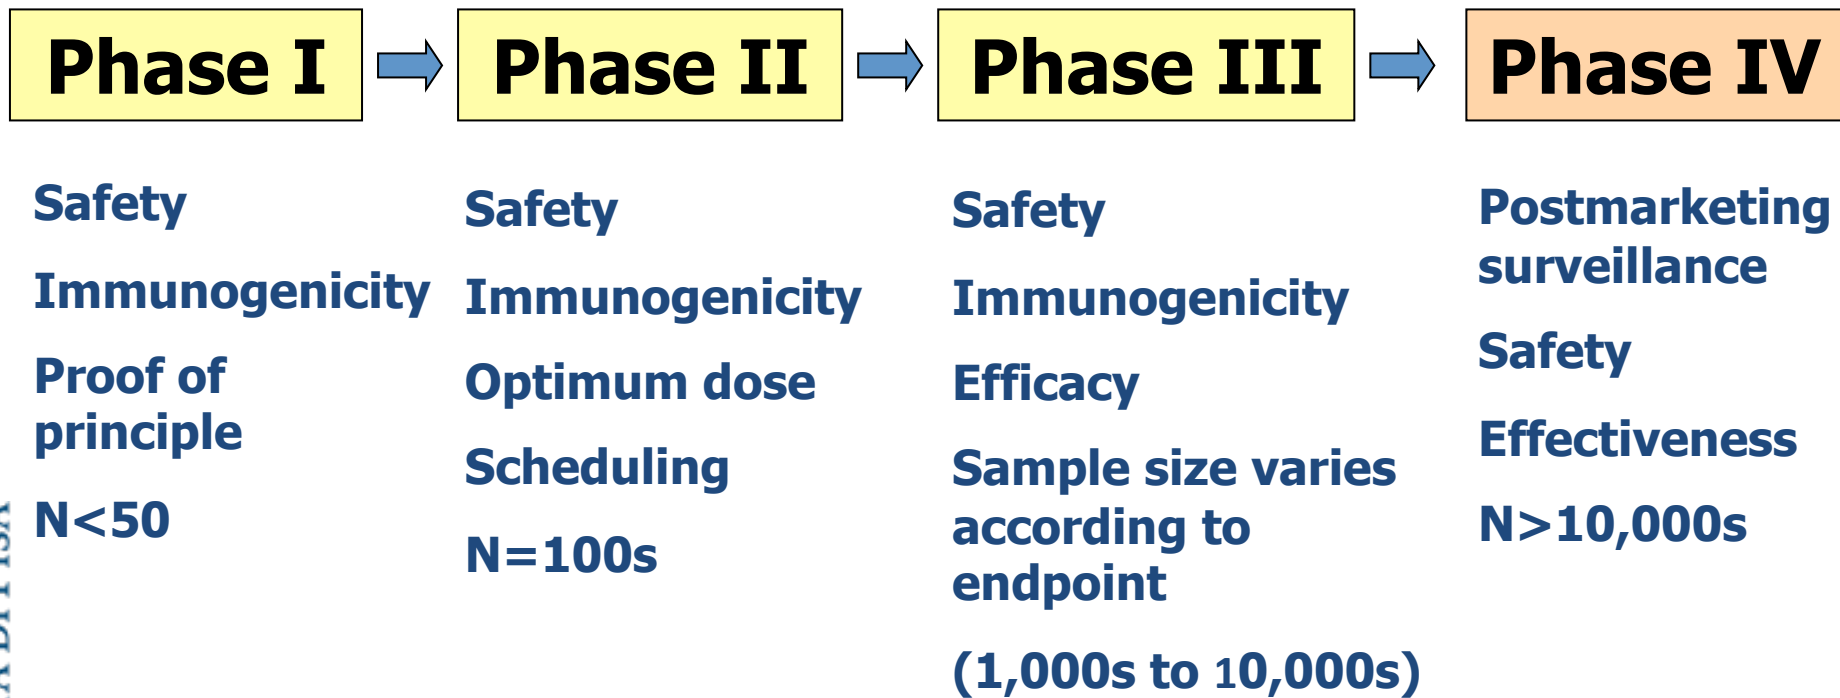 Phase I
Phase II
Phase III
Phase IV
Safety
Immunogenicity
Proof of
principle
N<50
Safety
Immunogenicity
Optimum dose
Scheduling
N=100s
Safety
Immunogenicity
Efficacy
Sample size varies
according to
endpoint
(1,000s to 10,000s)
Postmarketing
surveillance
Safety
Effectiveness
N>10,000s
DI PISA